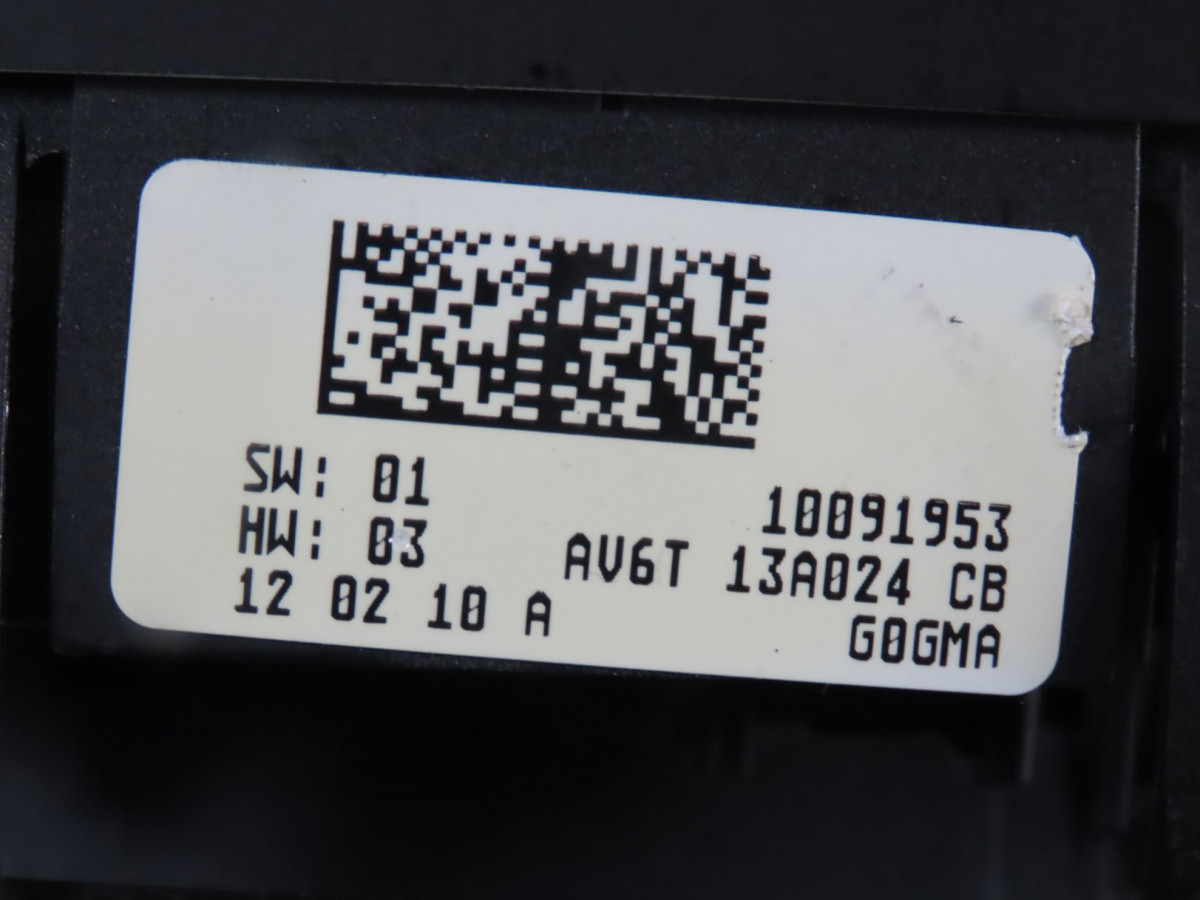 SW: 01
10091953
HW: 03
AV6T 13A024 CB
12 02 10 A
G0GMA